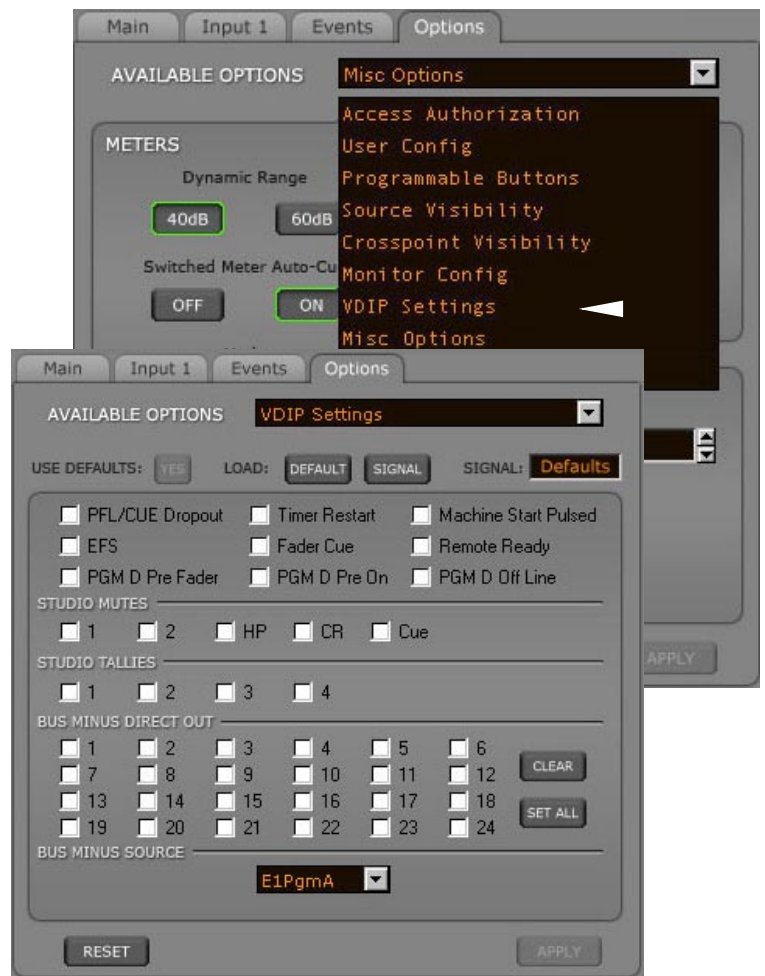 Main Input 1 Events Options
AVAILABLE OPTIONS Misc Options
Access Authorization
METERS User Config
Dynamic Range Programmable Buttons
40dB 60dB Source Visibility
Crosspoint Visibility
Switched Meter Auto-Cu Monitor Config
OFF ON VDIP Settings
Misc Options
APPLY
Main Input 1 Events Options
AVAILABLE OPTIONS VDIP Settings
USE DEFAULTS: YES LOAD: DEFAULT SIGNAL SIGNAL: Defaults
PFL/CUE Dropout Timer Restart Machine Start Pulsed
EFS Fader Cue Remote Ready
PGM D Pre Fader PGM D Pre On PGM D Off Line
STUDIO MUTES
1 2 HP CR Cue
STUDIO TALLIES
1 2 3 4
BUS MINUS DIRECT OUT
1 2 3 4 5 6
7 8 9 10 11 12 CLEAR
13 14 15 16 17 18
19 20 21 22 23 24 SET ALL
BUS MINUS SOURCE
E1PgmA
RESET APPLY